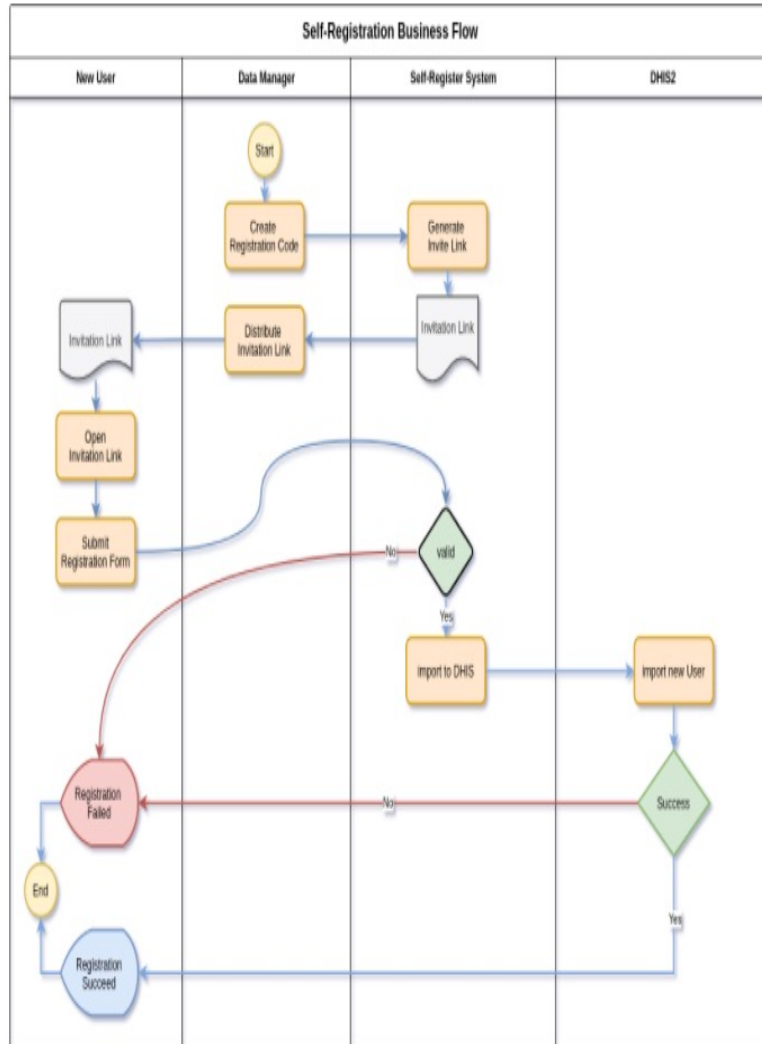 Self-Registration Business Flow
New User
Data Manager
Self-Register System
DHIS2
Start
Create
Registration Code
Generate
Invite Link
Invitation Link
Distribute
Invitation Link
Invitation Link
Open
Invitation Link
Submit
Registration Form
valid
No
Yes
import to DHIS
import new User
Registration
Failed
No
Success
End
Yes
Registration
Succeed